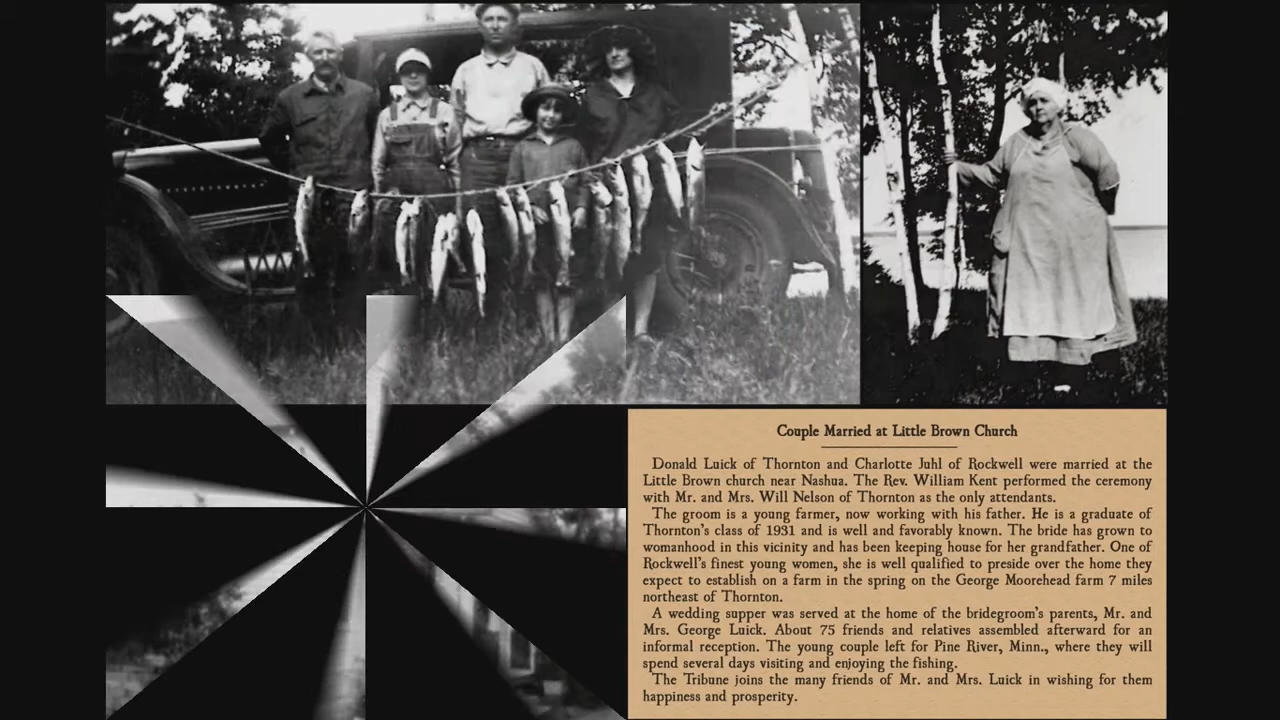 Couple Married at Little Brown Church
Donald Luick of Thornton and Charlotte Juhl of Rockwell were married at the
Little Brown church near Nashua. The Rev. William Kent performed the ceremony
with Mr. and Mrs. Will Nelson of Thornton as the only attendants.
The groom is a young farmer, now working with his father. He is a graduate of
Thornton's class of 1931 and is well and favorably known. The bride has grown to
womanhood in this vicinity and has been keeping house for her grandfather. One of
Rockwell's finest young women, she is well qualified to preside over the home they
expect to establish on a farm in the spring on the George Moorehead farm 7 miles
northeast of Thornton.
A wedding supper was served at the home of the bridegroom's parents, Mr. and
Mrs. George Luick. About 75 friends and relatives assembled afterward for an
informal reception. The young couple left for Pine River, Minn., where they will
spend several days visiting and enjoying the fishing.
The Tribune joins the many friends of Mr. and Mrs. Luick in wishing for them
happiness and prosperity.